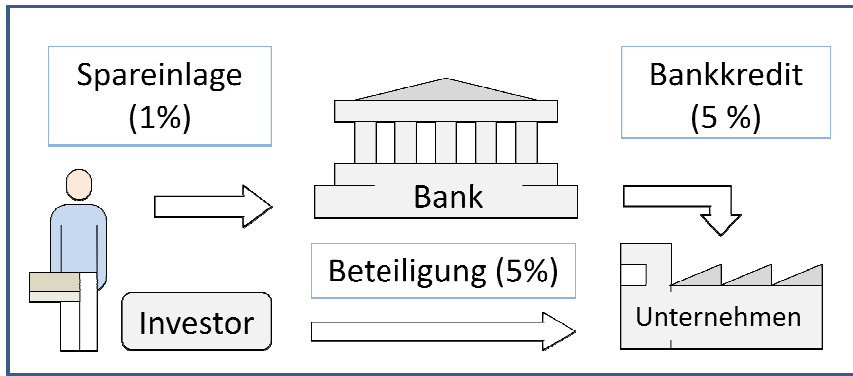 Spareinlage
(1%)
Bankkredit
(5 %)
Bank
Beteiligung (5%)
Investor
Unternehmen